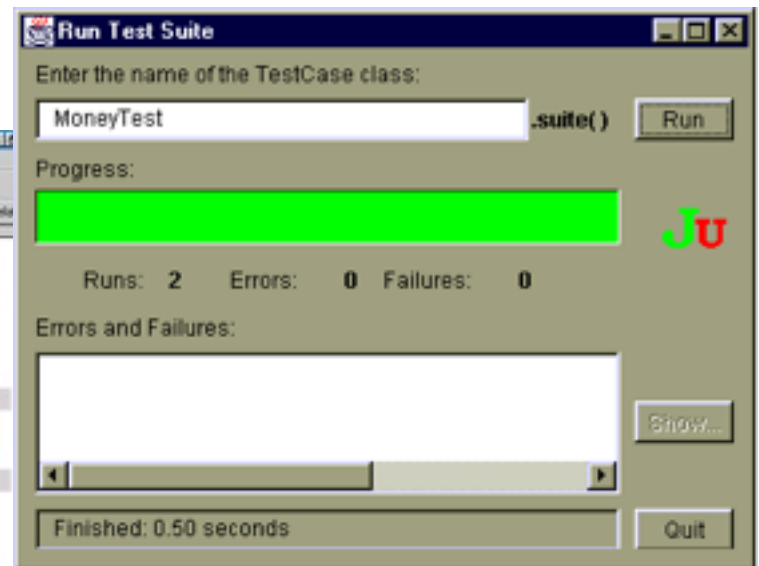 Run Test Suite
Enter the name of the TestCase class:
MoneyTest .suite( ) Run
Progress:
JU
Runs: 2 Errors: 0 Failures: 0
Errors and Failures:
Show...
Finished: 0.50 seconds Quit